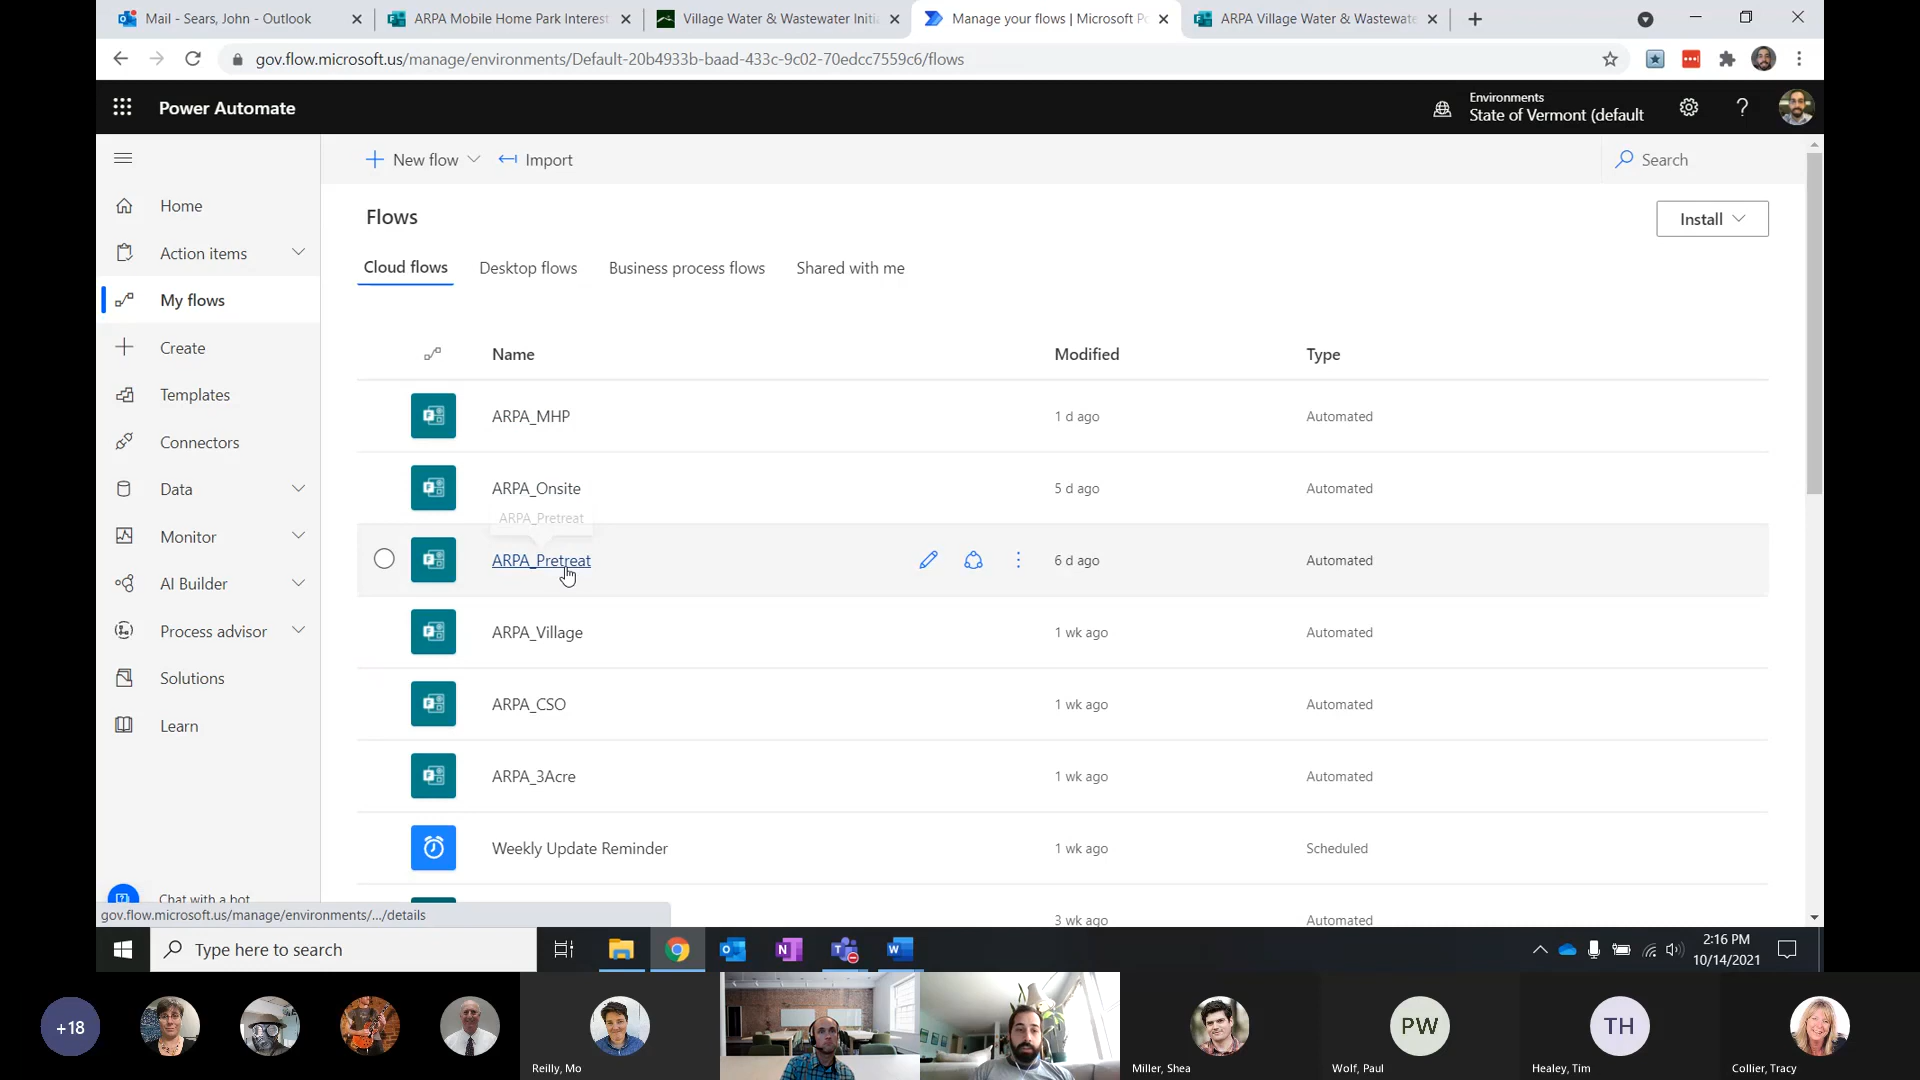 Mail - Sears, John - Outlook
ARPA Mobile Home Park Interest
Village Water & Wastewater Initi
Manage your flows | Microsoft Po
ARPA Village Water & Wastewate
gov.flow.microsoft.us/manage/environments/Default-20b4933b-baad-433c-9c02-70edcc7559c6/flows
Power Automate
Environments
State of Vermont (default
New flow
Import
Search
Home
Action items
My flows
Create
Templates
Connectors
Data
Monitor
AI Builder
Process advisor
Solutions
Learn
Chat with a bot
Flows
Install
Cloud flows
Desktop flows
Business process flows
Shared with me
Name Modified Type
ARPA_MHP 1 d ago Automated
ARPA_Onsite 5 d ago Automated
ARPA_Pretreat
ARPA_Pretreat 6 d ago Automated
ARPA_Village 1 wk ago Automated
ARPA_CSO 1 wk ago Automated
ARPA_3Acre 1 wk ago Automated
Weekly Update Reminder 1 wk ago Scheduled
3 wk ago Automated
gov.flow.microsoft.us/manage/environments/.../details
Type here to search
2:16 PM
10/14/2021
+18
PW
TH
Reilly, Mo
Miller, Shea
Wolf, Paul
Healey, Tim
Collier, Tracy